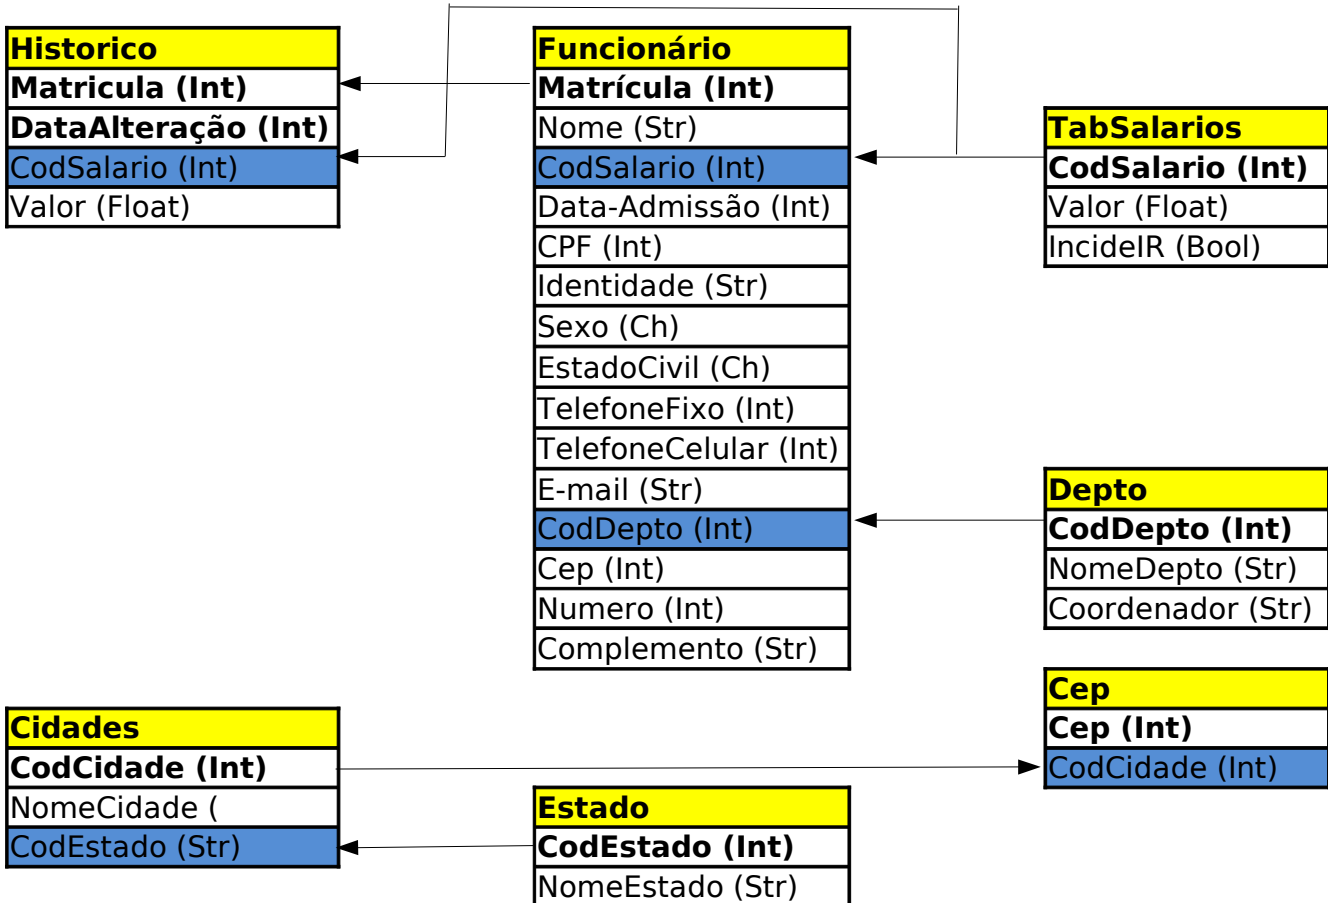 Historico
Matricula (Int)
DataAlteração (Int)
CodSalario (Int)
Valor (Float)
Funcionário
Matrícula (Int)
Nome (Str)
CodSalario (Int)
Data-Admissão (Int)
CPF (Int)
Identidade (Str)
Sexo (Ch)
EstadoCivil (Ch)
TelefoneFixo (Int)
TelefoneCelular (Int)
E-mail (Str)
CodDepto (Int)
Cep (Int)
Numero (Int)
Complemento (Str)
TabSalarios
CodSalario (Int)
Valor (Float)
IncideIR (Bool)
Depto
CodDepto (Int)
NomeDepto (Str)
Coordenador (Str)
Cep
Cep (Int)
CodCidade (Int)
Cidades
CodCidade (Int)
NomeCidade (
CodEstado (Str)
Estado
CodEstado (Int)
NomeEstado (Str)